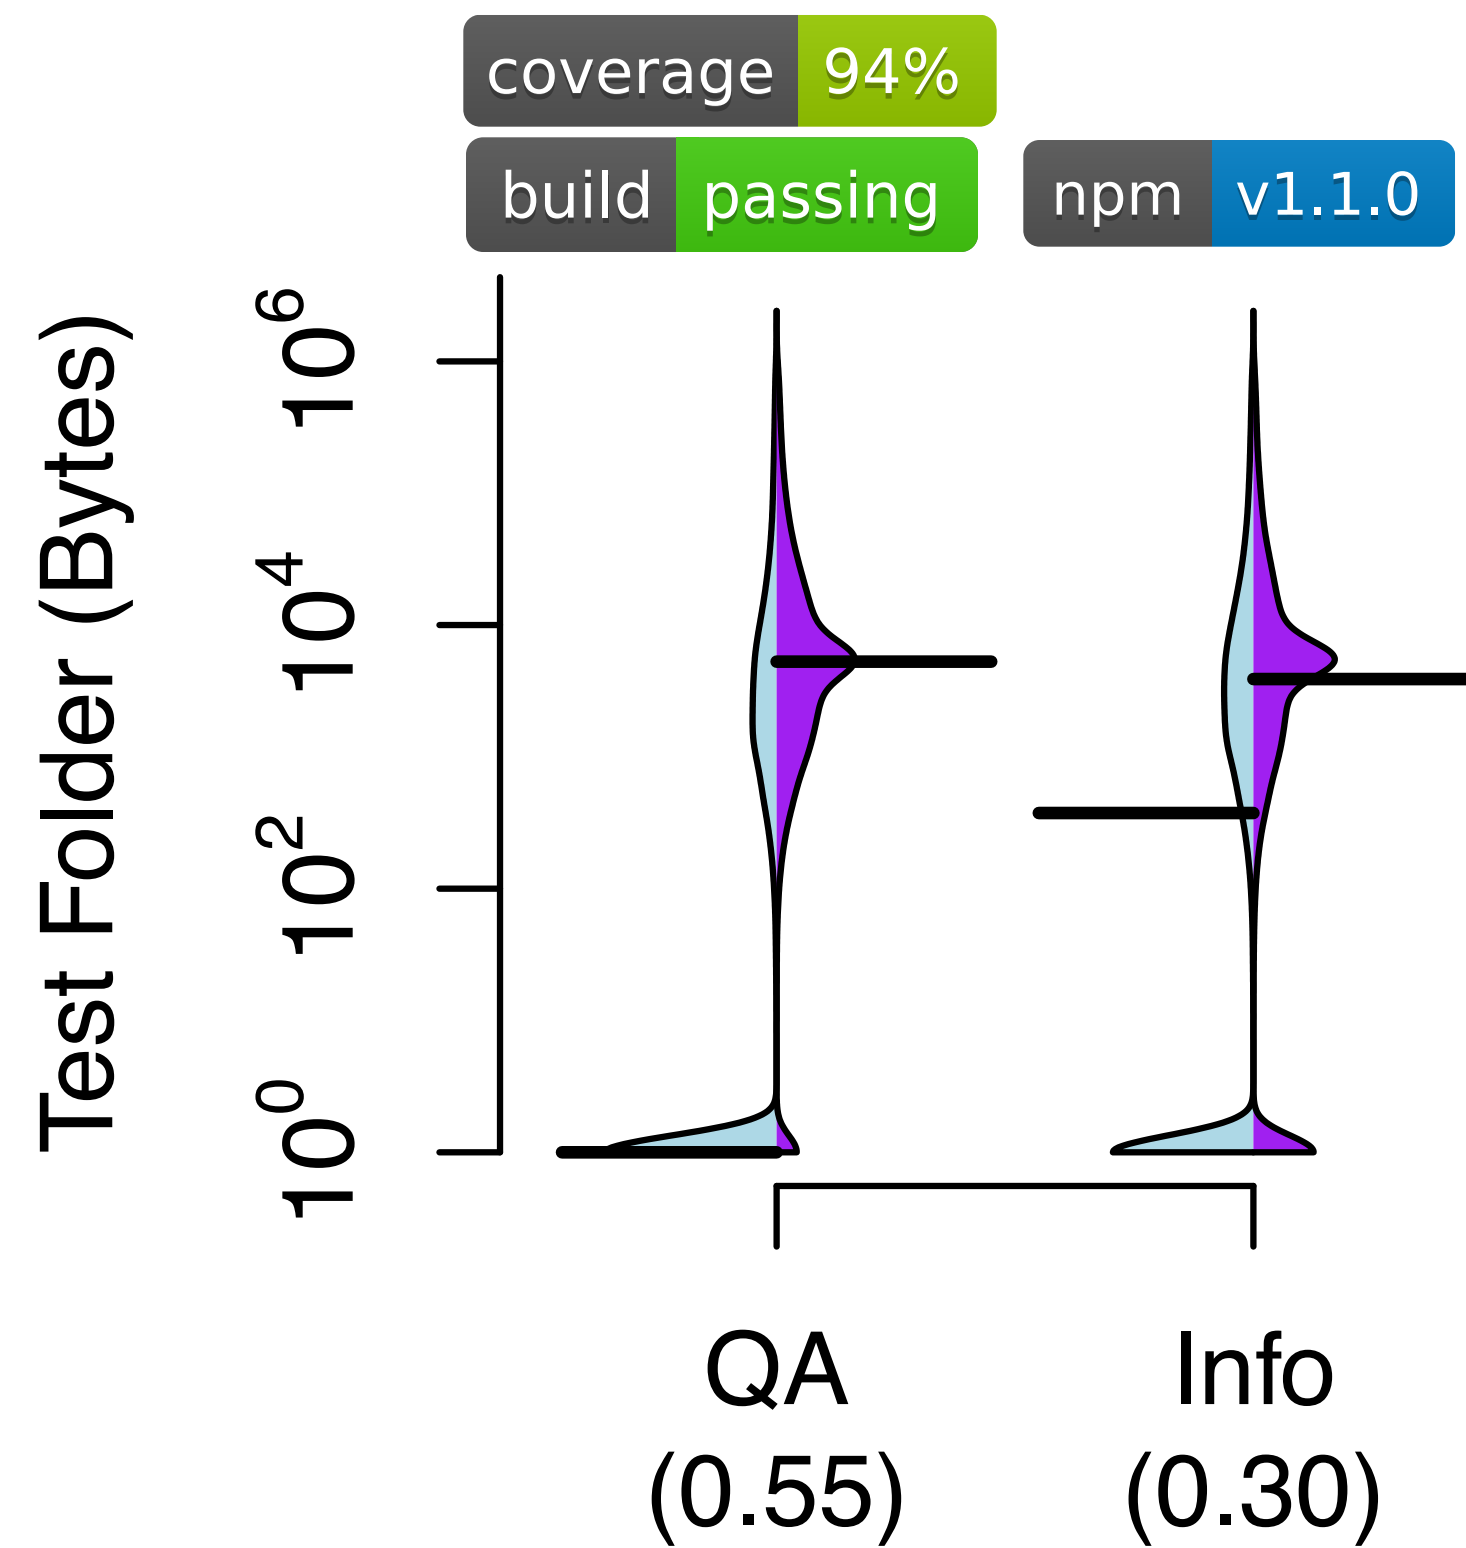 coverage 94%
build passing
npm v1.1.0
Test Folder (Bytes)
10^6
10^4
10^2
10^0
QA
(0.55)
Info
(0.30)